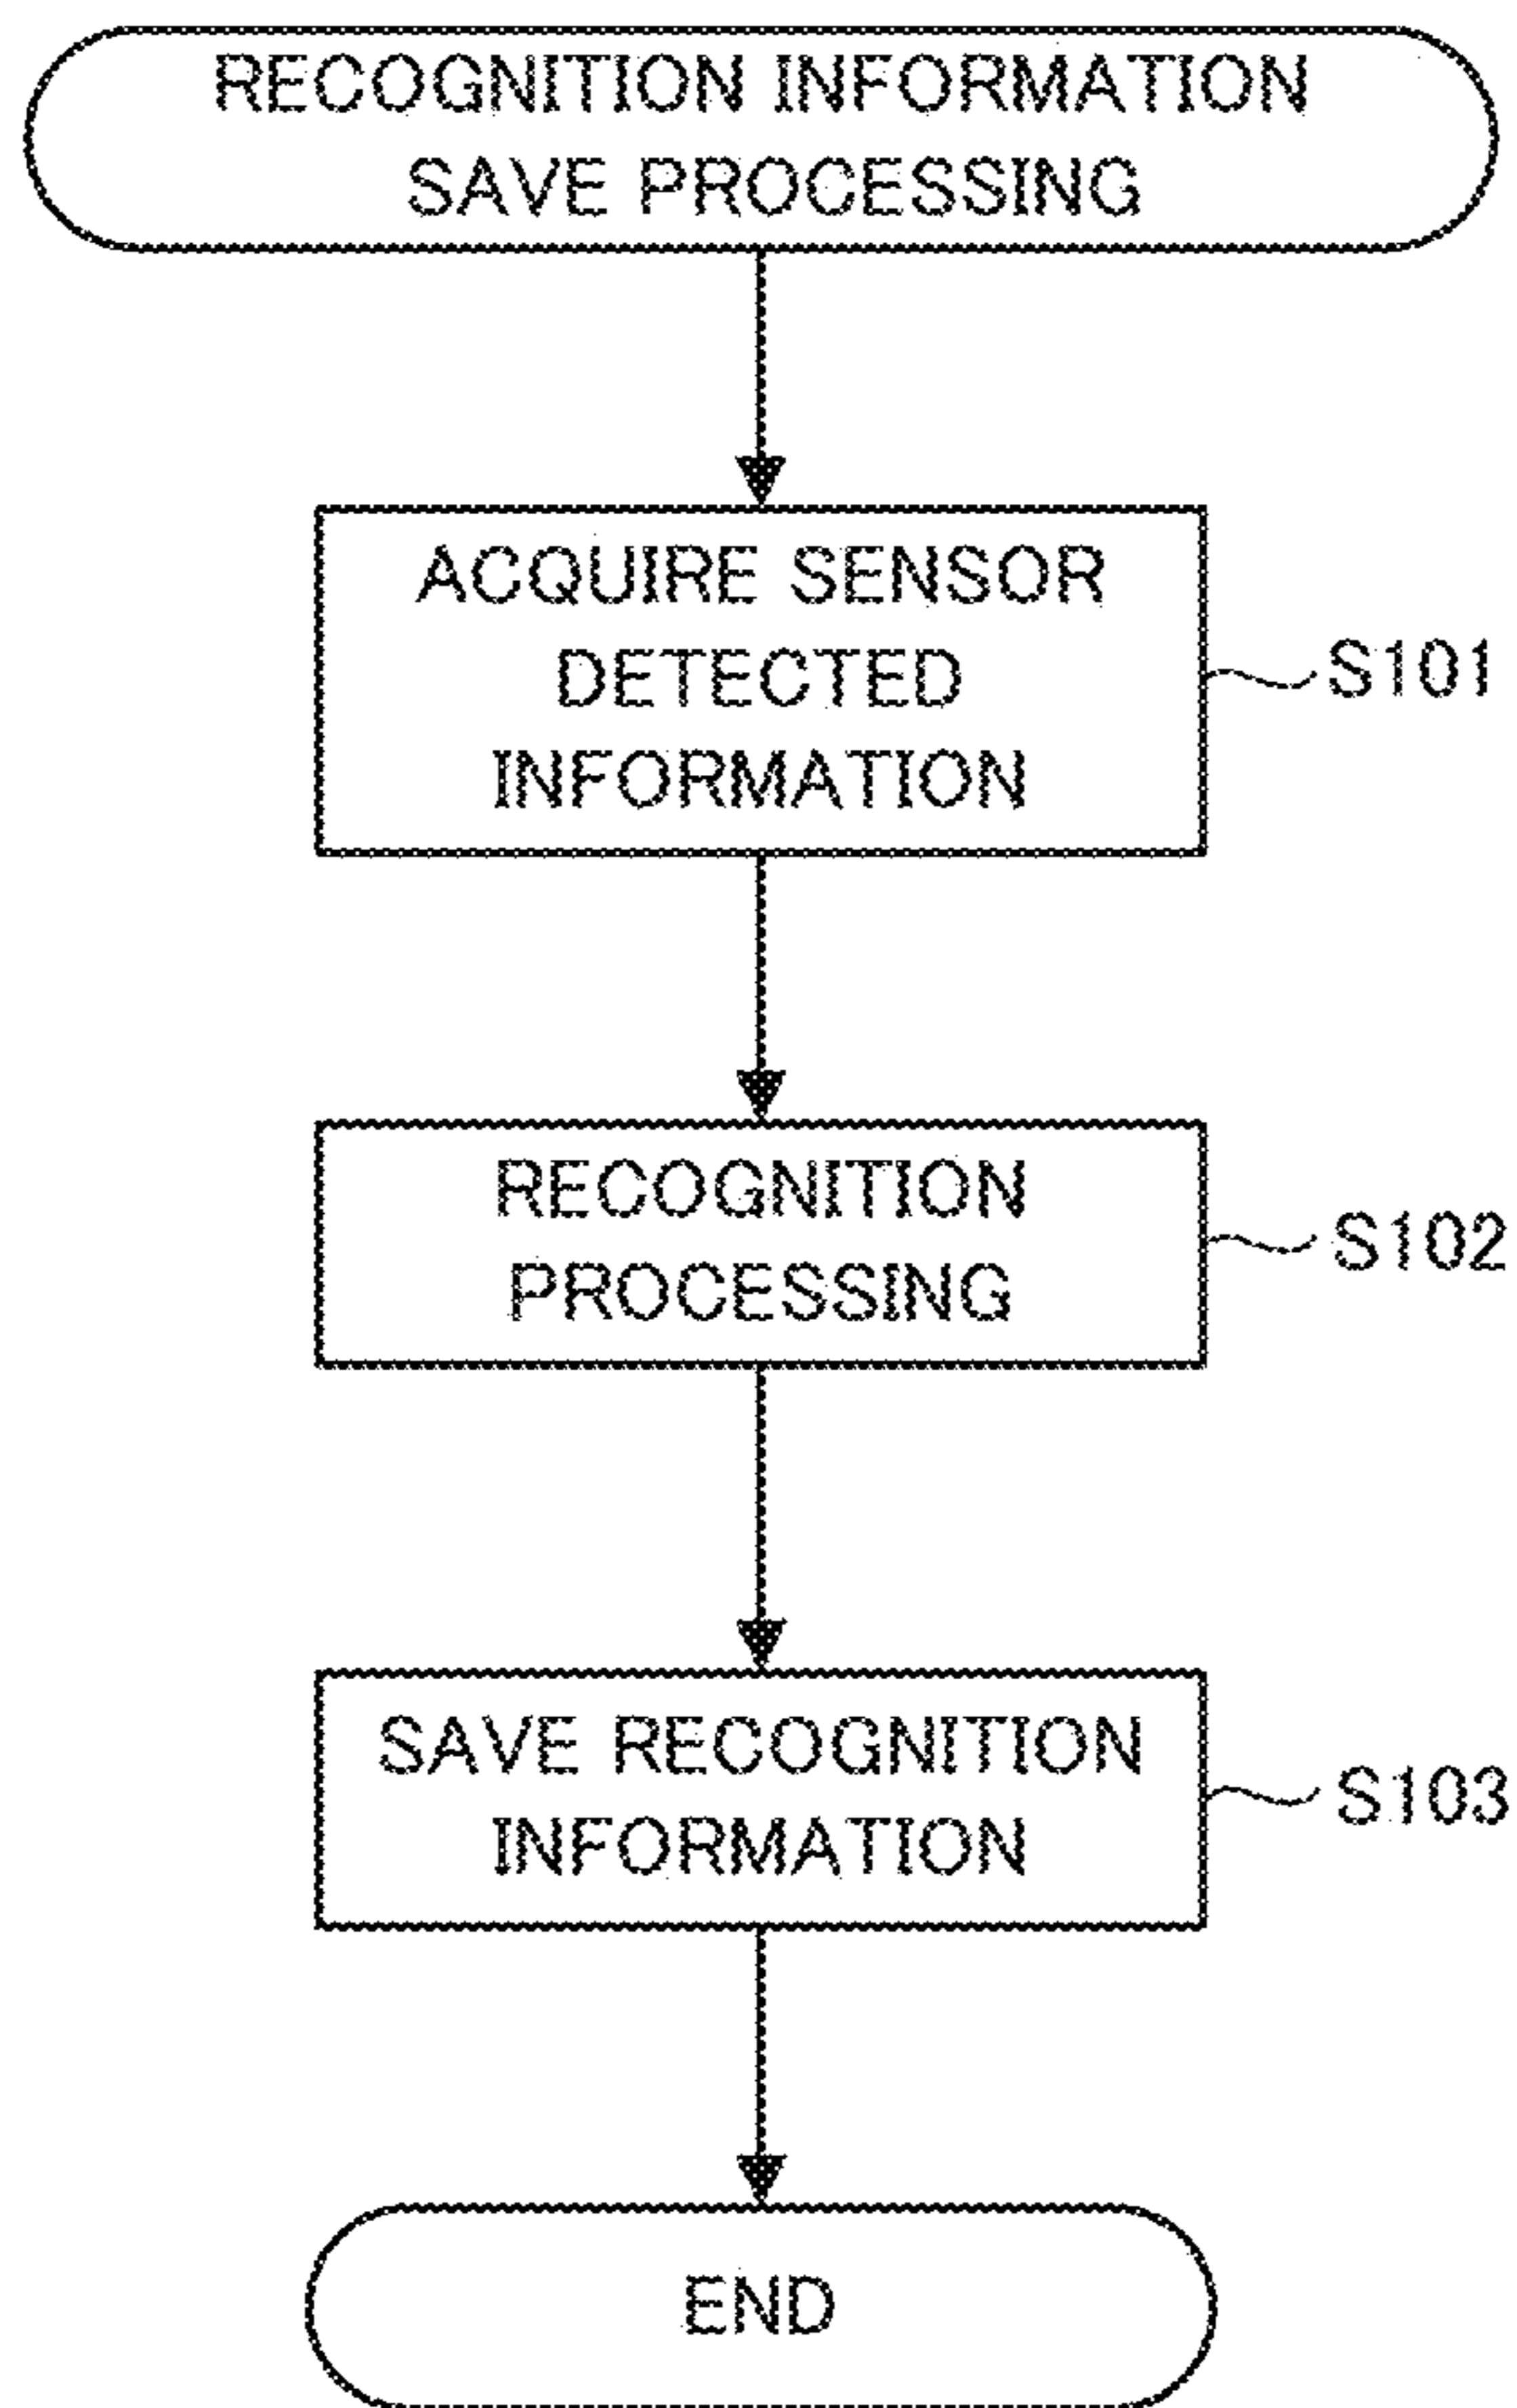 RECOGNITION INFORMATION
SAVE PROCESSING
ACQUIRE SENSOR
DETECTED
INFORMATION
S101
RECOGNITION
PROCESSING
S102
SAVE RECOGNITION
INFORMATION
S103
END